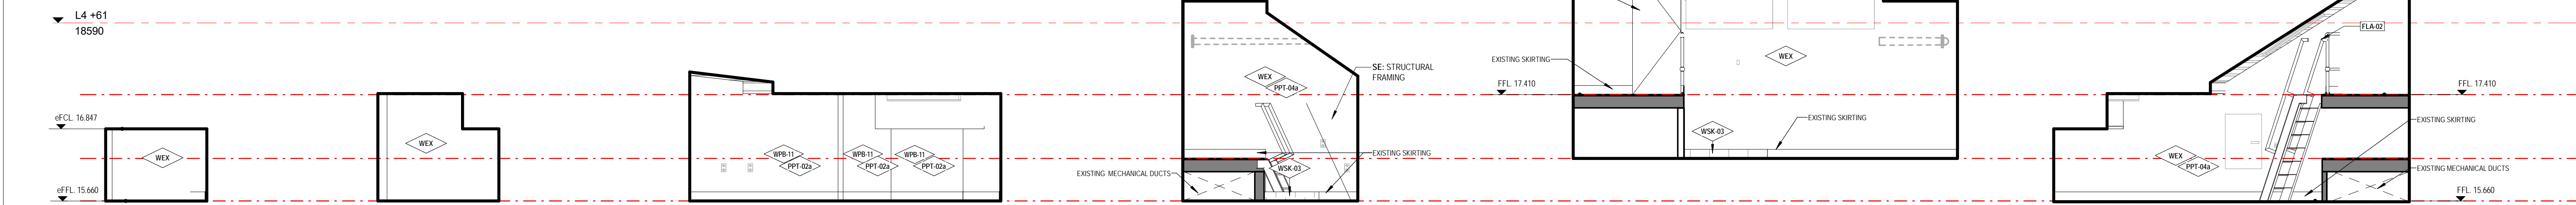 L4 +61
18590
eFCL. 16.847
eFFL. 15.660
WEX
WEX
WPB-11
PPT-02a
WPB-11
PPT-02a
WPB-11
PPT-02a
WEX
PPT-04a
SE: STRUCTURAL
FRAMING
EXISTING SKIRTING
WSK-03
EXISTING MECHANICAL DUCTS
EXISTING SKIRTING
FFL. 17.410
WEX
WSK-03
EXISTING SKIRTING
FLA-02
FFL. 17.410
EXISTING SKIRTING
WEX
PPT-04a
EXISTING MECHANICAL DUCTS
FFL. 15.660